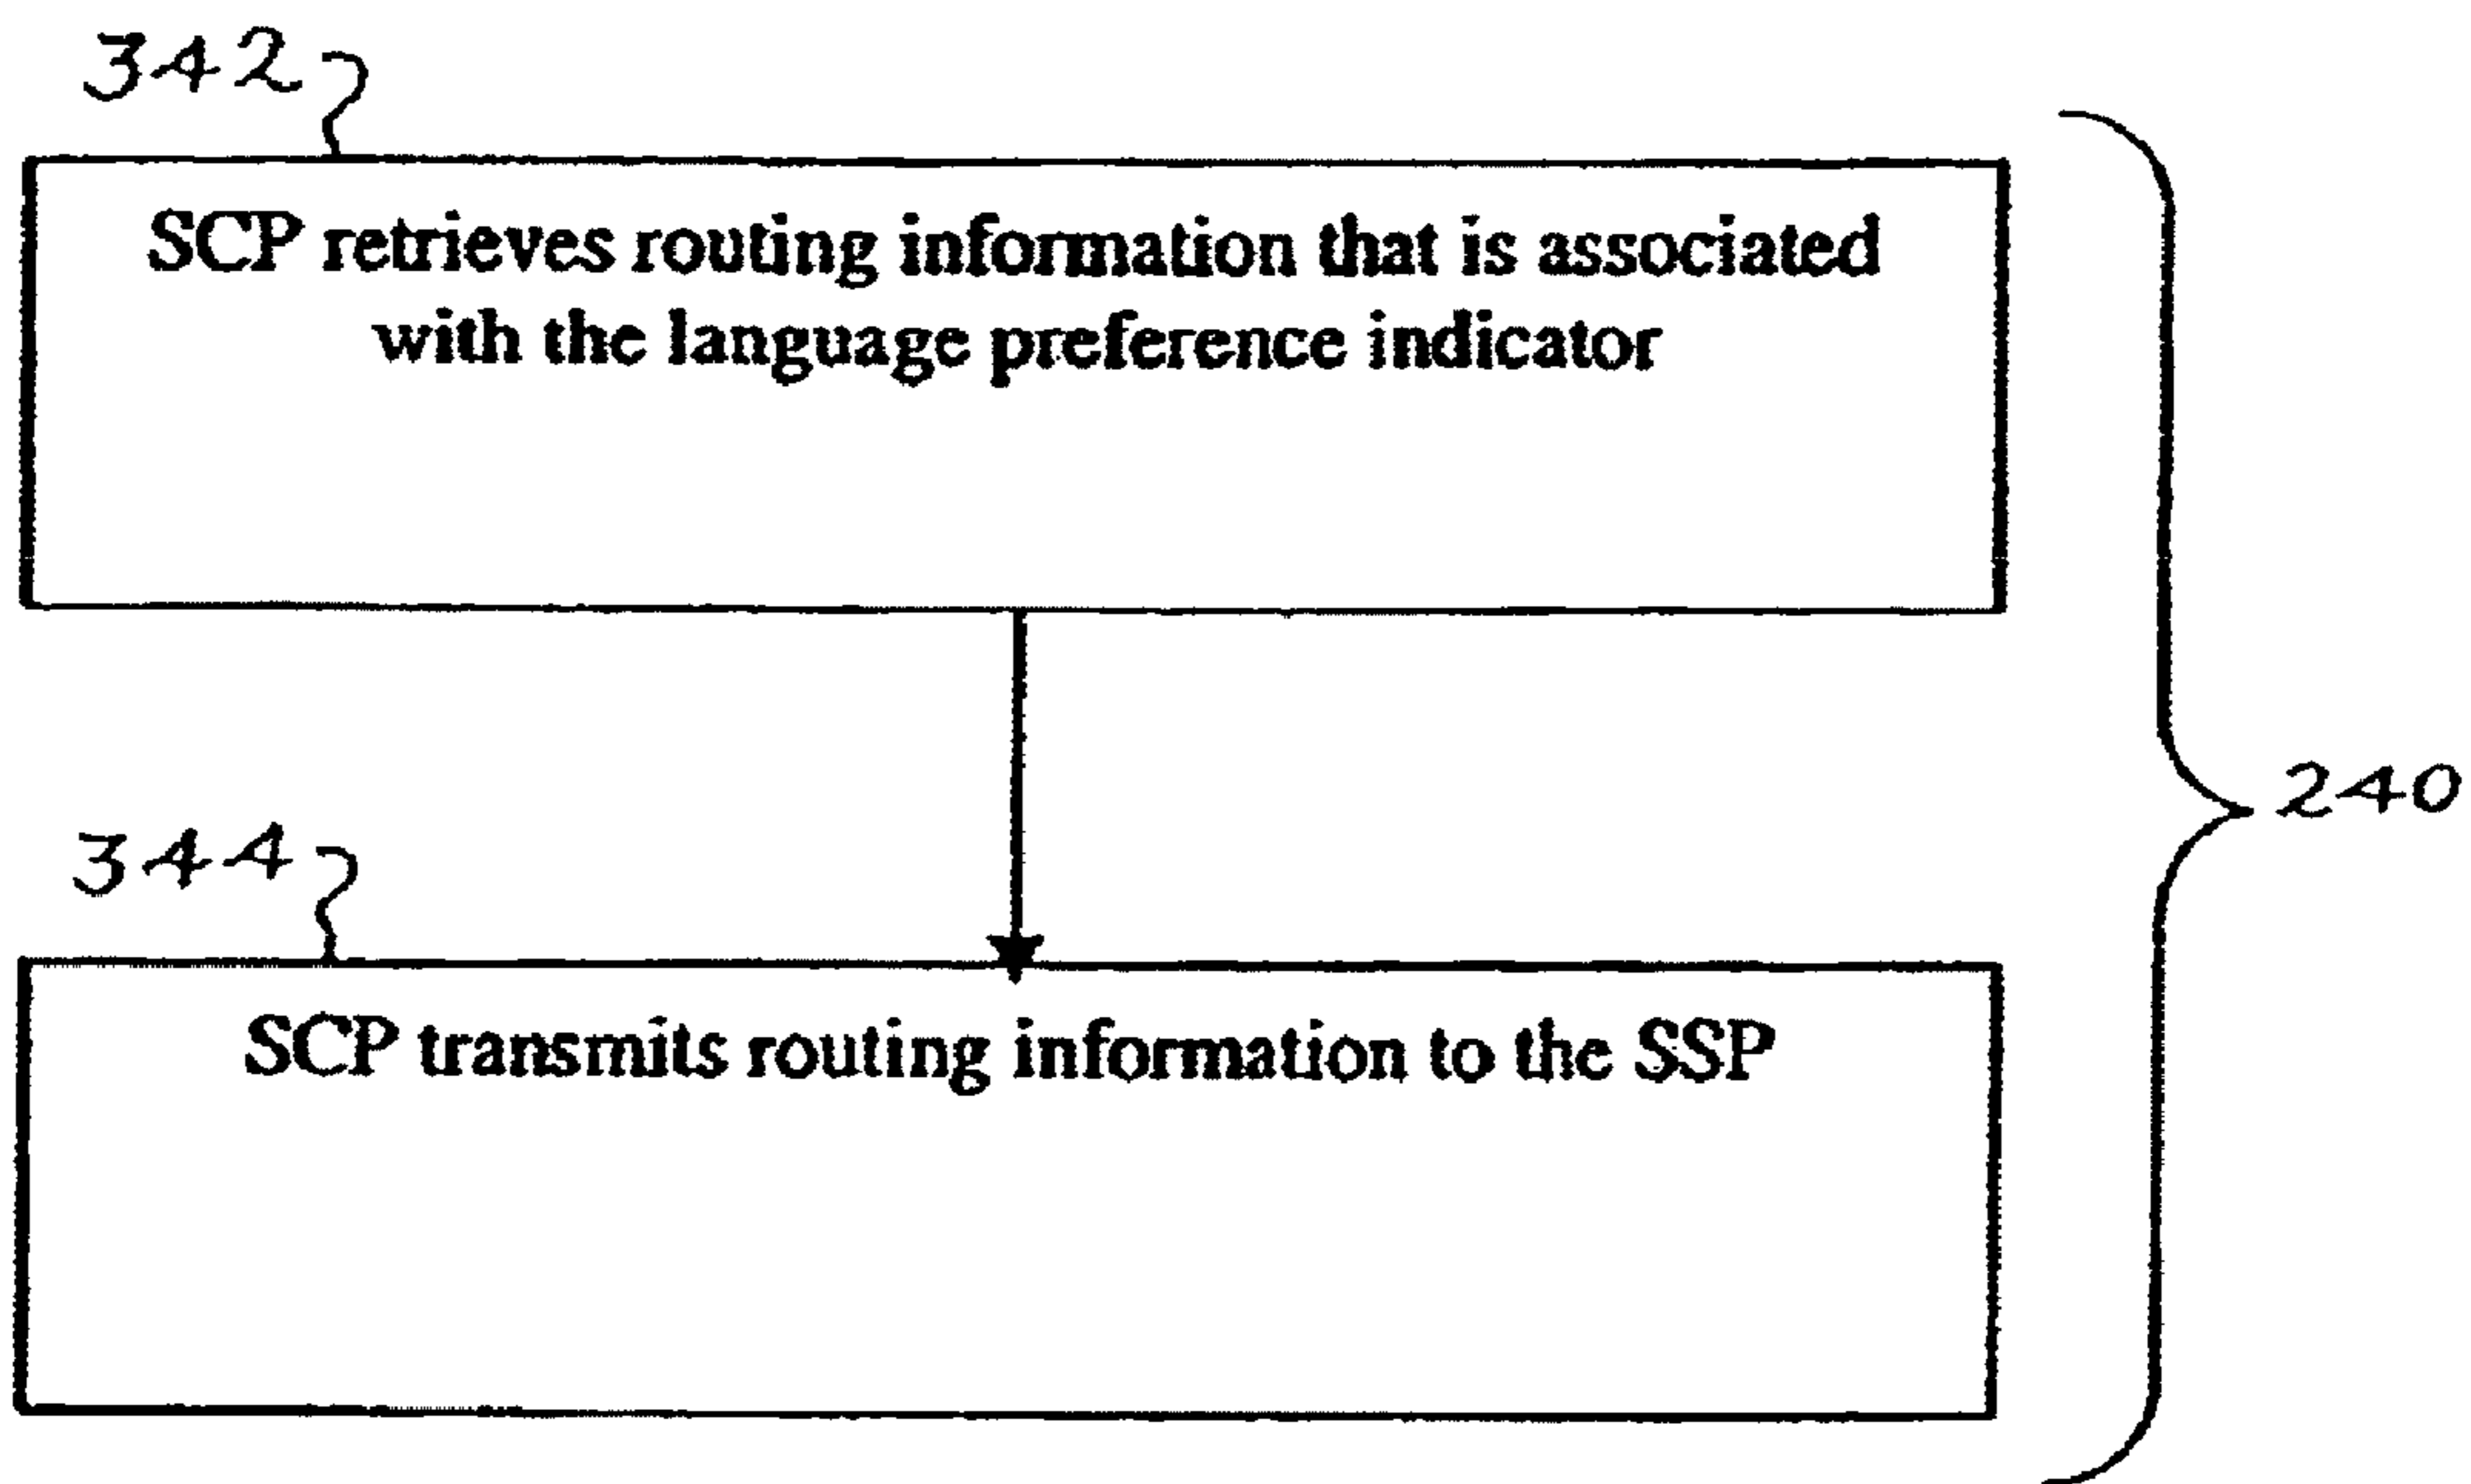 342
SCP retrieves routing information that is associated
with the language preference indicator
240
344
SCP transmits routing information to the SSP